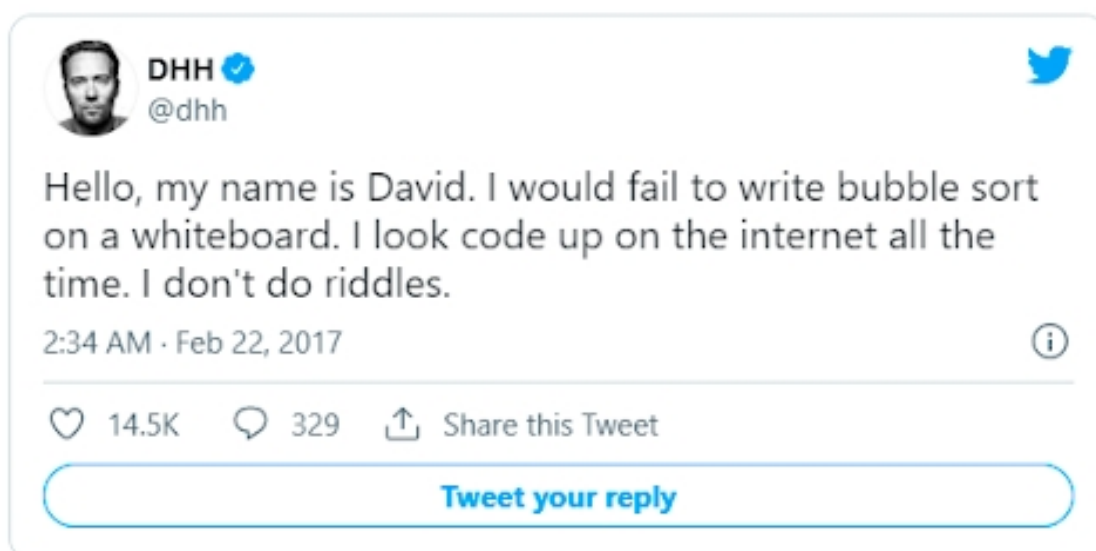 DHH
@dhh
Hello, my name is David. I would fail to write bubble sort
on a whiteboard. I look code up on the internet all the
time. I don't do riddles.
2:34 AM · Feb 22, 2017
14.5K 329 Share this Tweet
Tweet your reply